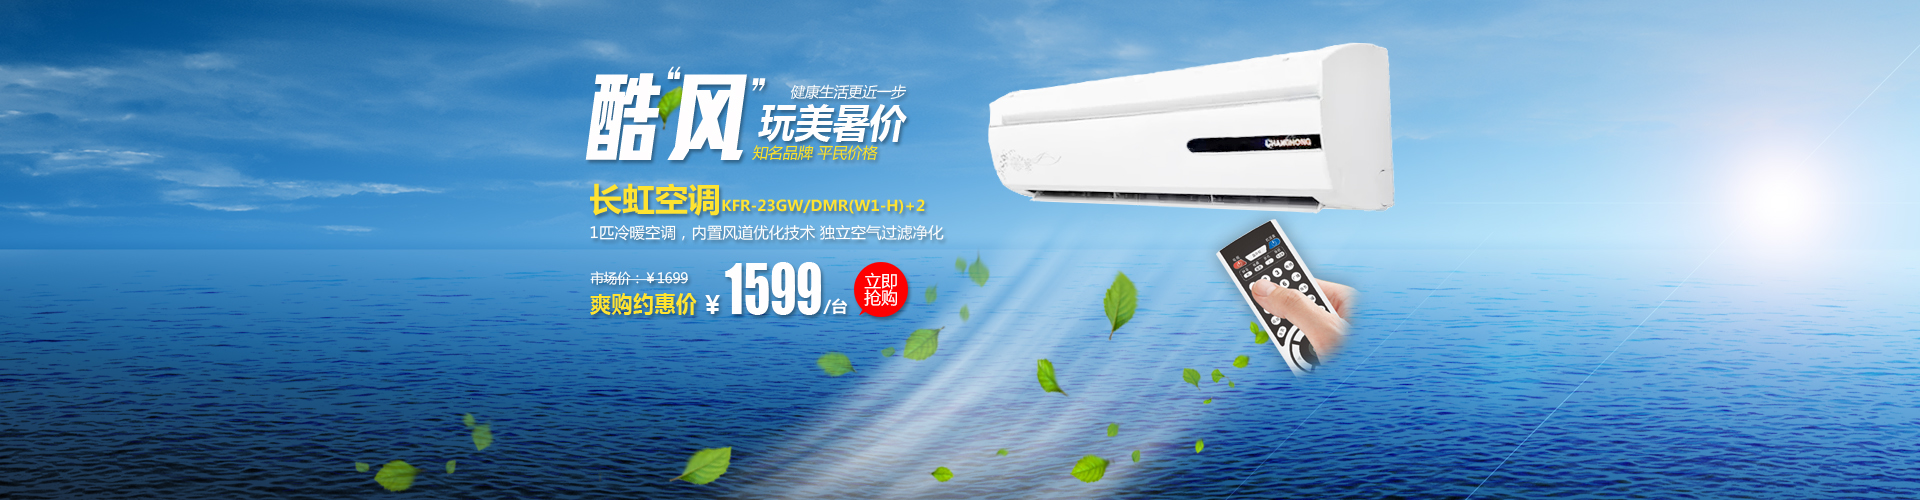 酷“风”
健康生活更近一步
玩美暑价
知名品牌 平民价格
长虹空调KFR-23GW/DMR(W1-H)+2
1匹冷暖空调，内置风道优化技术 独立空气过滤净化
市场价：￥1699
爽购约惠价 ￥1599/台
立即
抢购
CHANGHONG